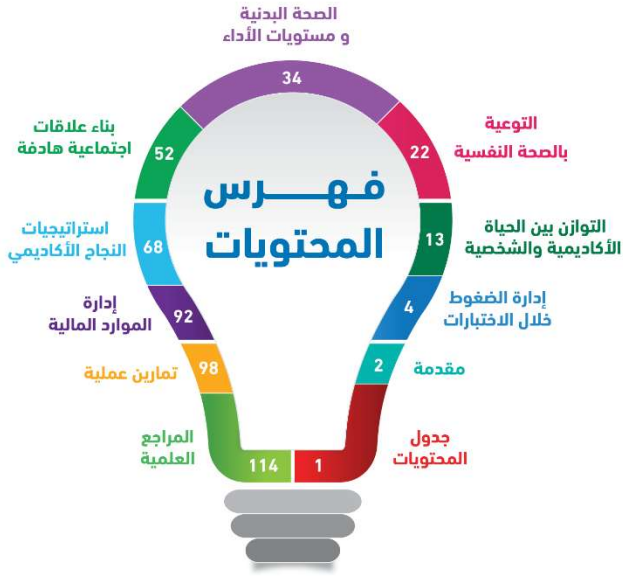 فهرس
المحتويات
جدول
المحتويات
1
مقدمة
2
إدارة الضغوط
خلال الاختبارات
4
التوازن بين الحياة
الأكاديمية والشخصية
13
التوعية
بالصحة النفسية
22
الصحة البدنية
و مستويات الأداء
34
بناء علاقات
اجتماعية هادفة
52
استراتيجيات
النجاح الأكاديمي
68
إدارة
الموارد المالية
92
تمارين عملية
98
المراجع
العلمية
114